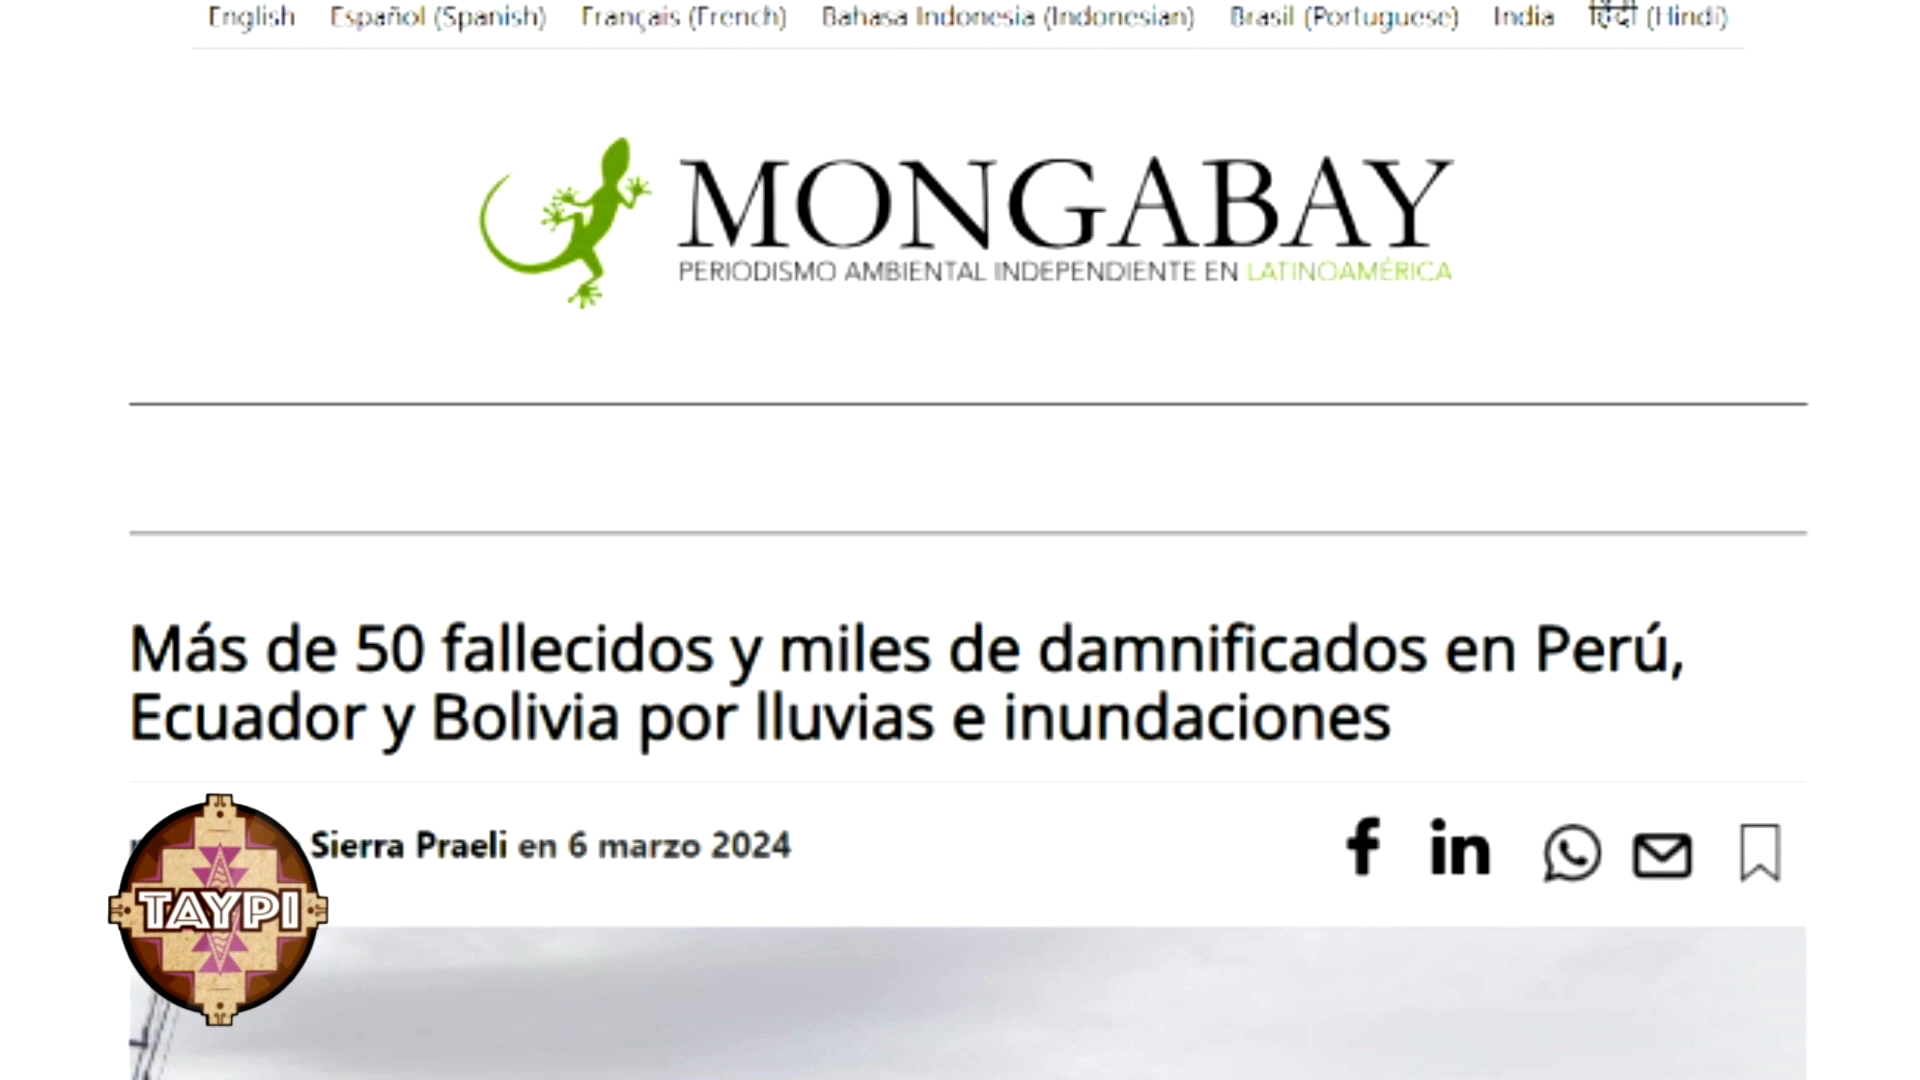 English Español (Spanish) Français (French) Bahasa Indonesia (Indonesian) Brasil (Portuguese) India हिंदी (Hindi)
MONGABAY
PERIODISMO AMBIENTAL INDEPENDIENTE EN LATINOAMÉRICA
Más de 50 fallecidos y miles de damnificados en Perú,
Ecuador y Bolivia por lluvias e inundaciones
Sierra Praeli en 6 marzo 2024
TAYPI